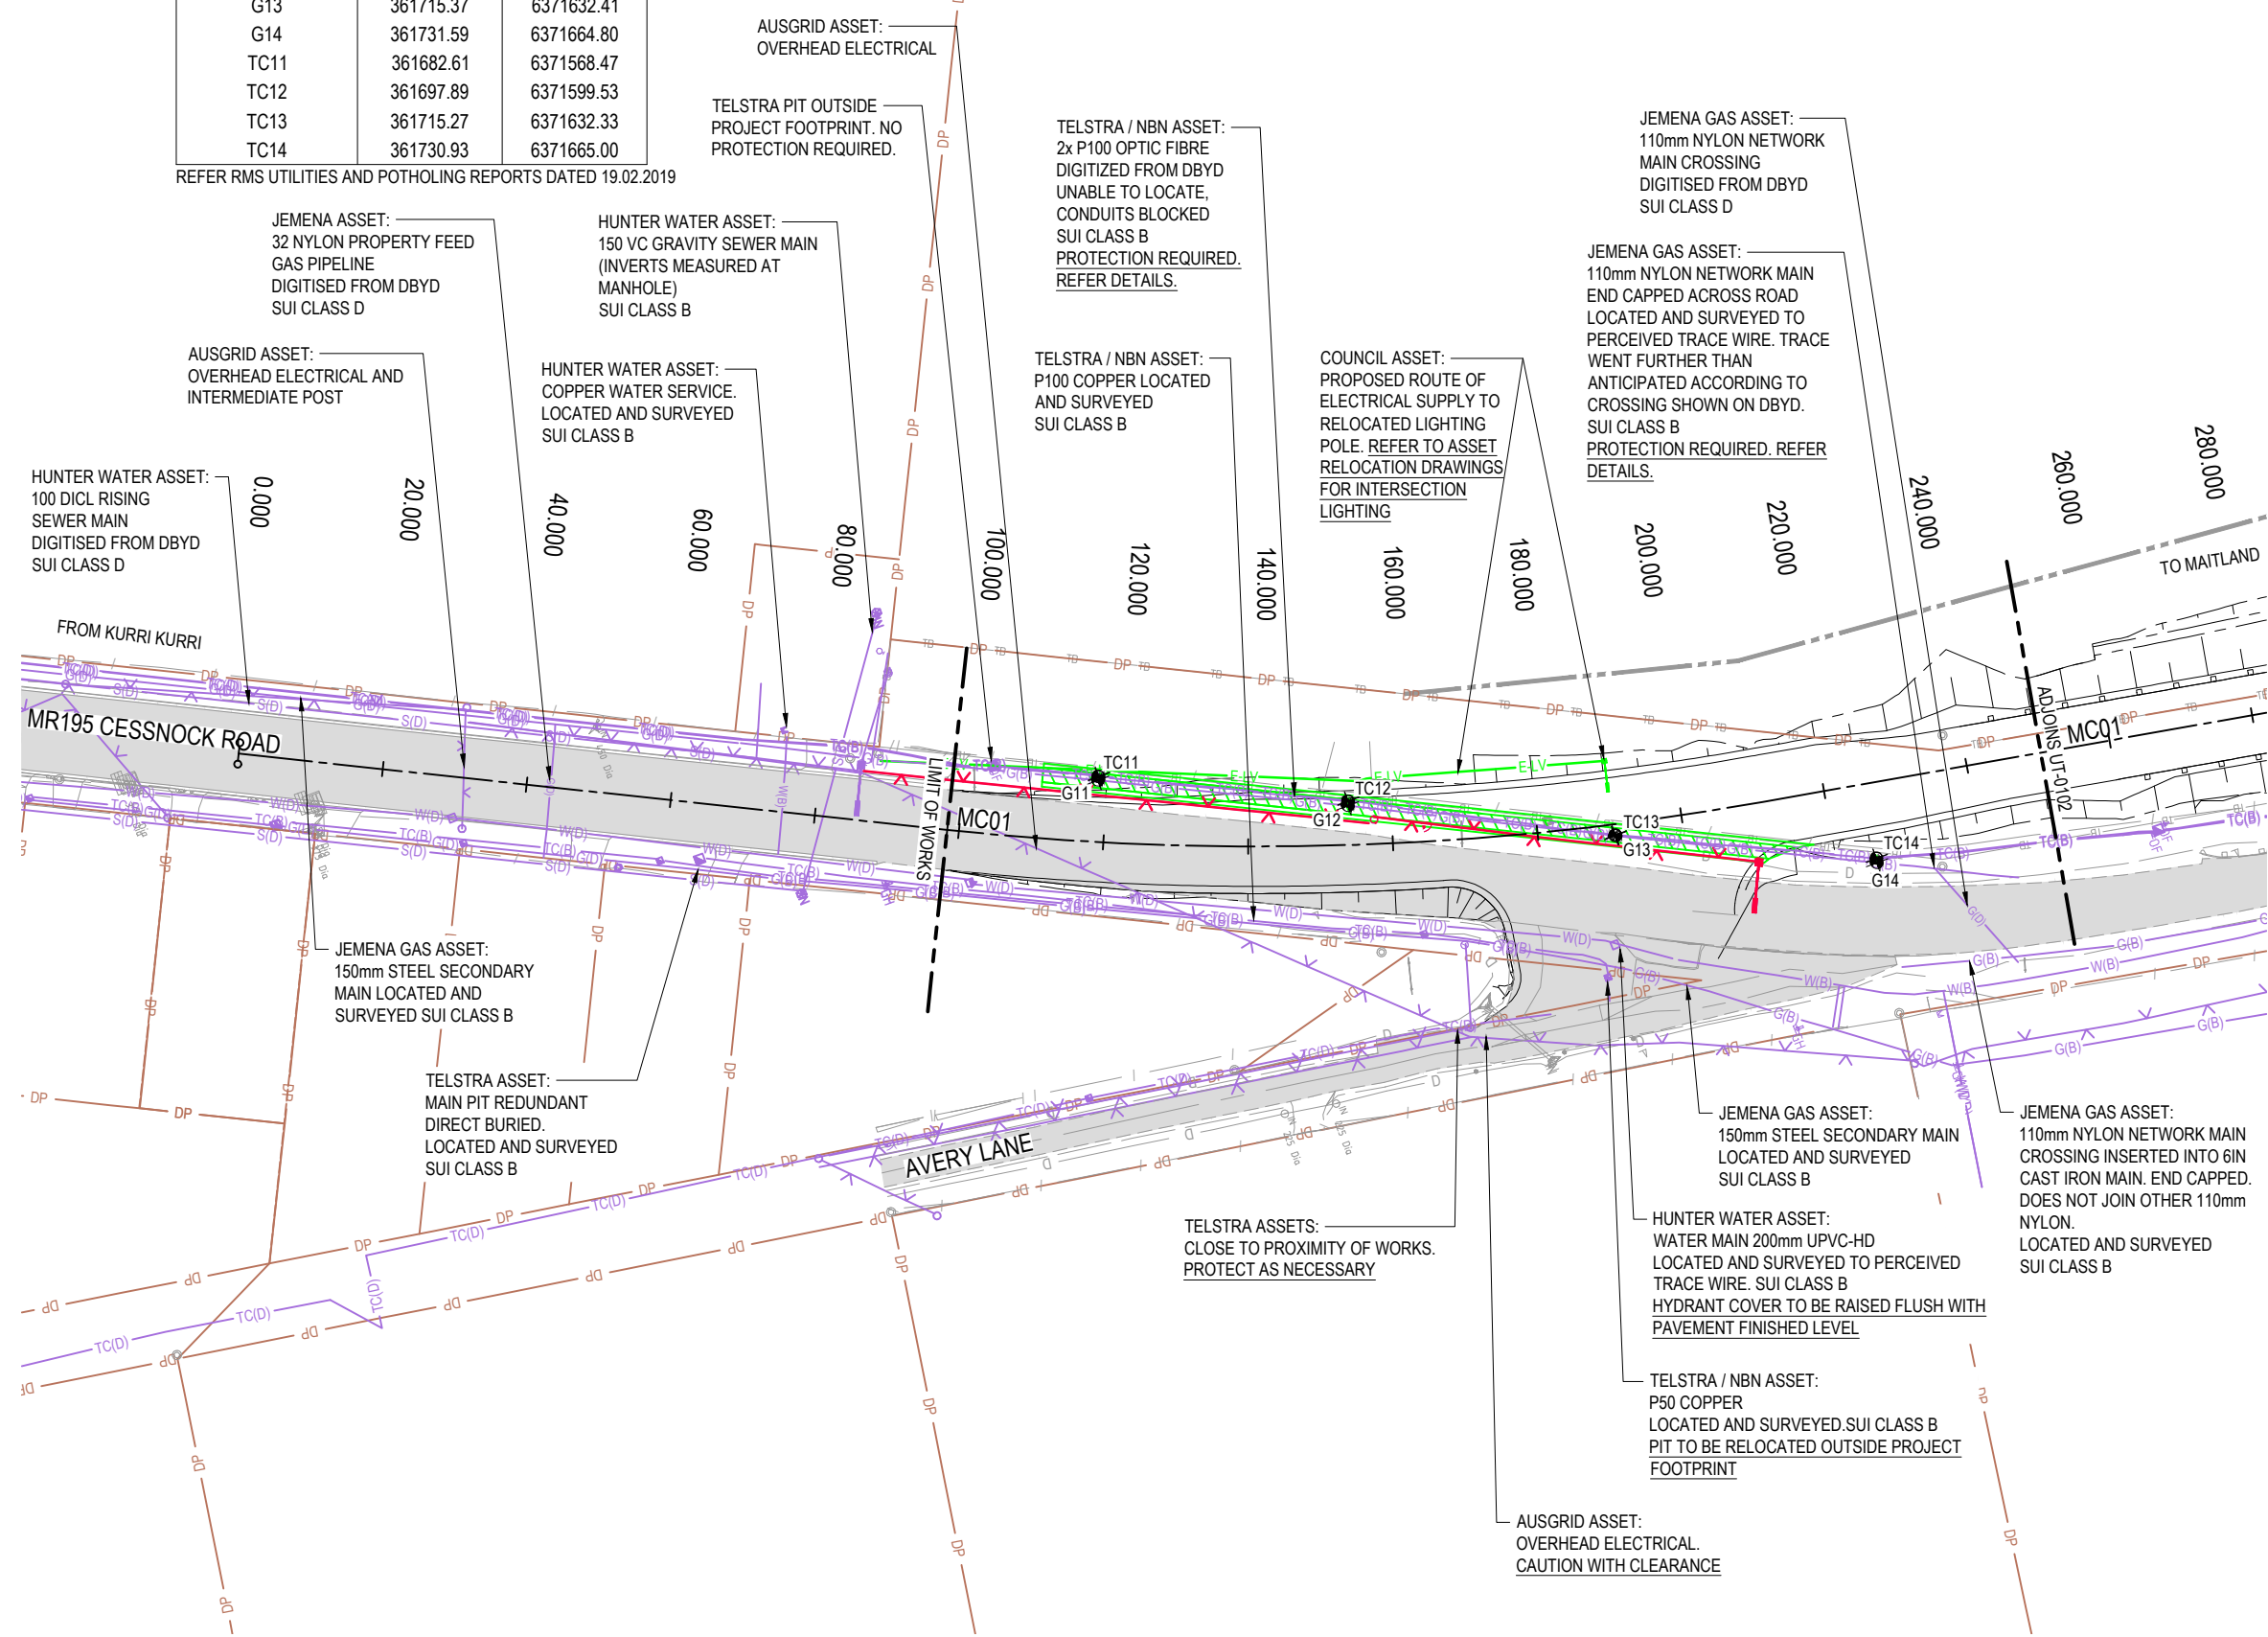 G13 361715.37 6371632.41
G14 361731.59 6371664.80
TC11 361682.61 6371568.47
TC12 361697.89 6371599.53
TC13 361715.27 6371632.33
TC14 361730.93 6371665.00
REFER RMS UTILITIES AND POTHOLING REPORTS DATED 19.02.2019
AUSGRID ASSET:
OVERHEAD ELECTRICAL
TELSTRA PIT OUTSIDE
PROJECT FOOTPRINT. NO
PROTECTION REQUIRED.
TELSTRA / NBN ASSET:
2x P100 OPTIC FIBRE
DIGITIZED FROM DBYD
UNABLE TO LOCATE,
CONDUITS BLOCKED
SUI CLASS B
PROTECTION REQUIRED.
REFER DETAILS.
JEMENA GAS ASSET:
110mm NYLON NETWORK
MAIN CROSSING
DIGITISED FROM DBYD
SUI CLASS D
JEMENA ASSET:
32 NYLON PROPERTY FEED
GAS PIPELINE
DIGITISED FROM DBYD
SUI CLASS D
HUNTER WATER ASSET:
150 VC GRAVITY SEWER MAIN
(INVERTS MEASURED AT
MANHOLE)
SUI CLASS B
JEMENA GAS ASSET:
110mm NYLON NETWORK MAIN
END CAPPED ACROSS ROAD
LOCATED AND SURVEYED TO
PERCEIVED TRACE WIRE. TRACE
WENT FURTHER THAN
ANTICIPATED ACCORDING TO
CROSSING SHOWN ON DBYD.
SUI CLASS B
PROTECTION REQUIRED. REFER
DETAILS.
AUSGRID ASSET:
OVERHEAD ELECTRICAL AND
INTERMEDIATE POST
HUNTER WATER ASSET:
COPPER WATER SERVICE.
LOCATED AND SURVEYED
SUI CLASS B
TELSTRA / NBN ASSET:
P100 COPPER LOCATED
AND SURVEYED
SUI CLASS B
COUNCIL ASSET:
PROPOSED ROUTE OF
ELECTRICAL SUPPLY TO
RELOCATED LIGHTING
POLE. REFER TO ASSET
RELOCATION DRAWINGS
FOR INTERSECTION
LIGHTING
HUNTER WATER ASSET:
100 DICL RISING
SEWER MAIN
DIGITISED FROM DBYD
SUI CLASS D
0.000
20.000
40.000
60.000
80.000
100.000
120.000
140.000
160.000
180.000
200.000
220.000
240.000
260.000
280.000
TO MAITLAND
FROM KURRI KURRI
MR195 CESSNOCK ROAD
LIMIT OF WORKS
MC01
MC01
ADJOINS UT-0102
TC11
G11
TC12
G12
TC13
G13
TC14
G14
E-LV
E-LV
E-LV
JEMENA GAS ASSET:
150mm STEEL SECONDARY
MAIN LOCATED AND
SURVEYED SUI CLASS B
TELSTRA ASSET:
MAIN PIT REDUNDANT
DIRECT BURIED.
LOCATED AND SURVEYED
SUI CLASS B
AVERY LANE
TELSTRA ASSETS:
CLOSE TO PROXIMITY OF WORKS.
PROTECT AS NECESSARY
JEMENA GAS ASSET:
150mm STEEL SECONDARY MAIN
LOCATED AND SURVEYED
SUI CLASS B
JEMENA GAS ASSET:
110mm NYLON NETWORK MAIN
CROSSING INSERTED INTO 6IN
CAST IRON MAIN. END CAPPED.
DOES NOT JOIN OTHER 110mm
NYLON.
LOCATED AND SURVEYED
SUI CLASS B
HUNTER WATER ASSET:
WATER MAIN 200mm UPVC-HD
LOCATED AND SURVEYED TO PERCEIVED
TRACE WIRE. SUI CLASS B
HYDRANT COVER TO BE RAISED FLUSH WITH
PAVEMENT FINISHED LEVEL
TELSTRA / NBN ASSET:
P50 COPPER
LOCATED AND SURVEYED.SUI CLASS B
PIT TO BE RELOCATED OUTSIDE PROJECT
FOOTPRINT
AUSGRID ASSET:
OVERHEAD ELECTRICAL.
CAUTION WITH CLEARANCE